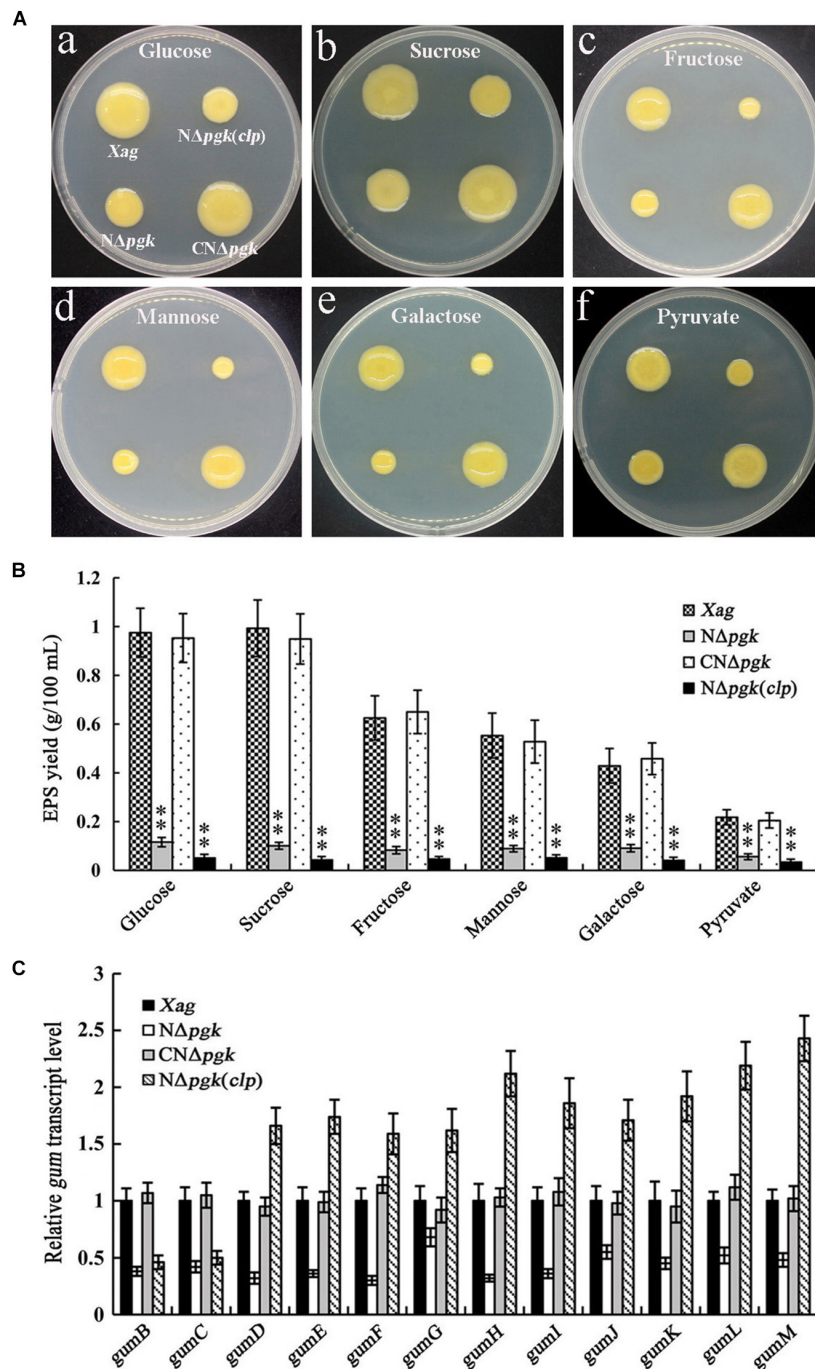 A
a
Glucose
Xag
NΔpgk(clp)
NΔpgk
CNΔpgk
b
Sucrose
c
Fructose
d
Mannose
e
Galactose
f
Pyruvate
B
EPS yield (g/100 mL)
1.2
1
0.8
0.6
0.4
0.2
0
Xag
NΔpgk
CNΔpgk
NΔpgk(clp)
** ** ** ** ** ** ** ** ** ** ** **
Glucose Sucrose Fructose Mannose Galactose Pyruvate
C
Relative gum transcript level
3
2.5
2
1.5
1
0.5
0
Xag
NΔpgk
CNΔpgk
NΔpgk(clp)
gumB gumC gumD gumE gumF gumG gumH gumI gumJ gumK gumL gumM